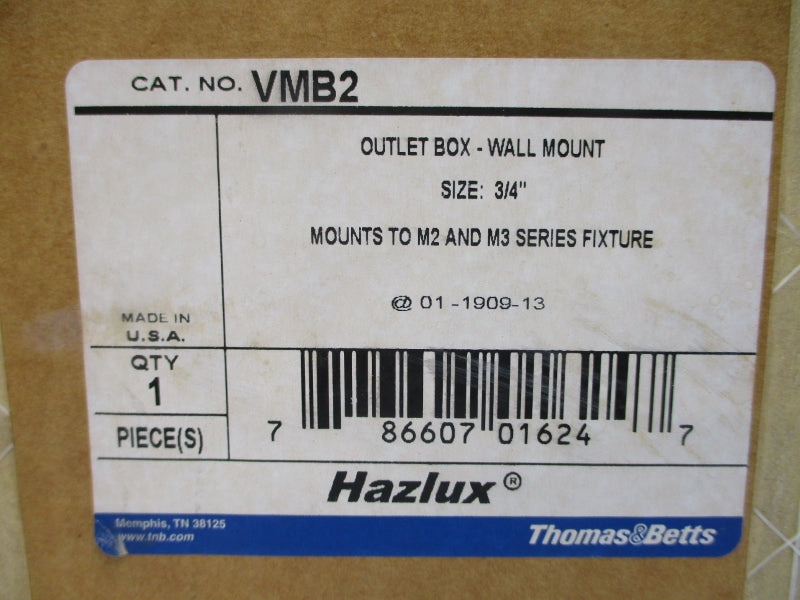 CAT. NO. VMB2
OUTLET BOX - WALL MOUNT
SIZE: 3/4"
MOUNTS TO M2 AND M3 SERIES FIXTURE
@ 01-1909-13
MADE IN
U.S.A.
QTY
1
PIECE(S)
7 86607 01624 7
Hazlux®
Memphis, TN 38125
www.tnb.com
Thomas&Betts